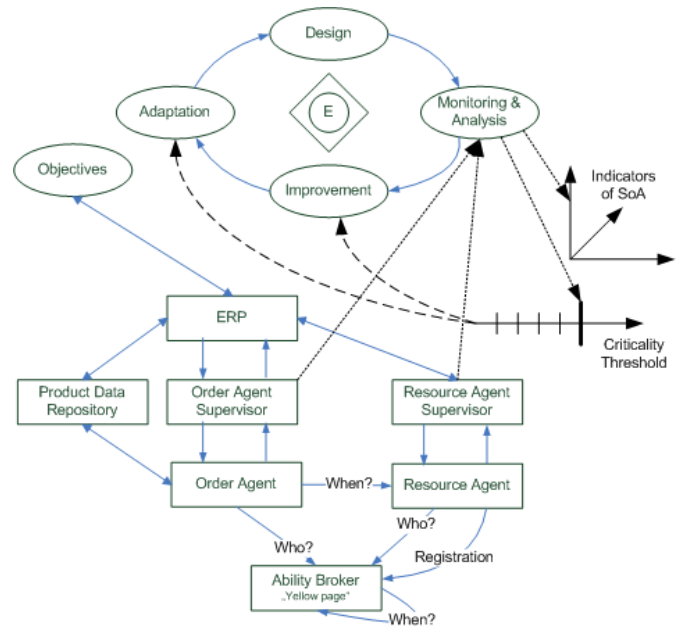 Design
Adaptation
E
Monitoring &
Analysis
Objectives
Improvement
Indicators
of SoA
ERP
Criticality
Threshold
Product Data
Repository
Order Agent
Supervisor
Resource Agent
Supervisor
Order Agent
When?
Resource Agent
Who?
Who?
Registration
Ability Broker
„Yellow page“
When?